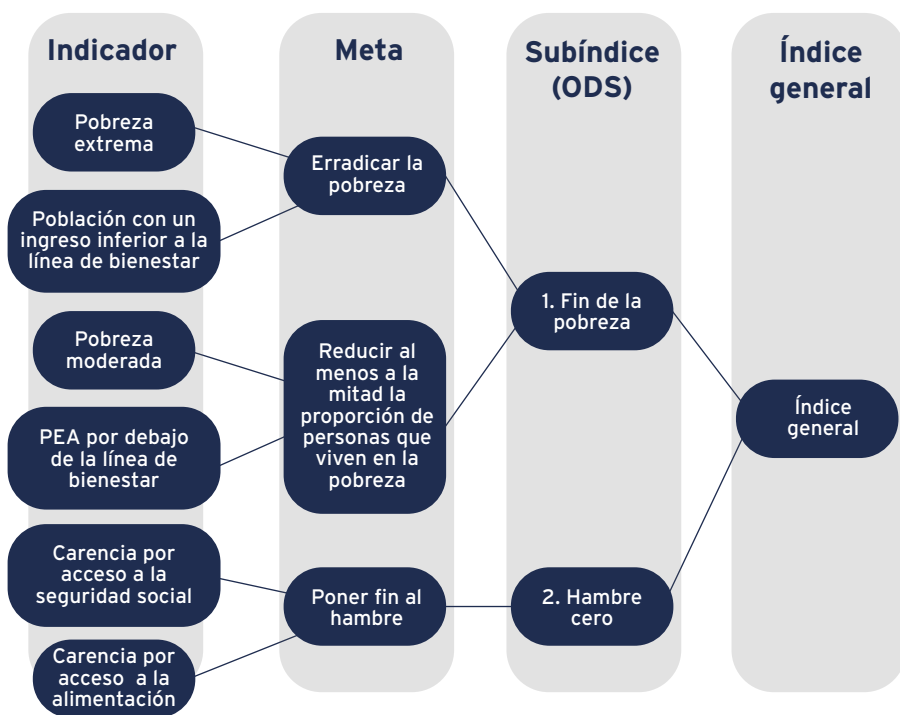 Indicador
Pobreza
extrema
Población con un
ingreso inferior a la
línea de bienestar
Pobreza
moderada
PEA por debajo
de la línea de
bienestar
Carencia por
acceso a la
seguridad social
Carencia por
acceso a la
alimentación
Meta
Erradicar la
pobreza
Reducir al
menos a la
mitad la
proporción de
personas que
viven en la
pobreza
Poner fin al
hambre
Subíndice
(ODS)
1. Fin de la
pobreza
2. Hambre
cero
Índice
general
Índice
general